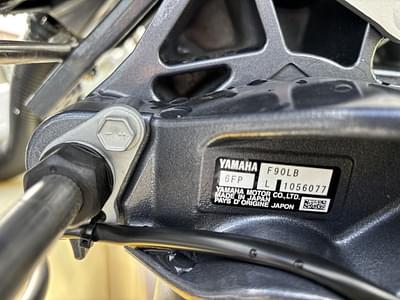 YAMAHA F90LB
6FP L 1056077
YAMAHA MOTOR CO.,LTD.
MADE IN JAPAN
PAYS D'ORIGINE JAPON